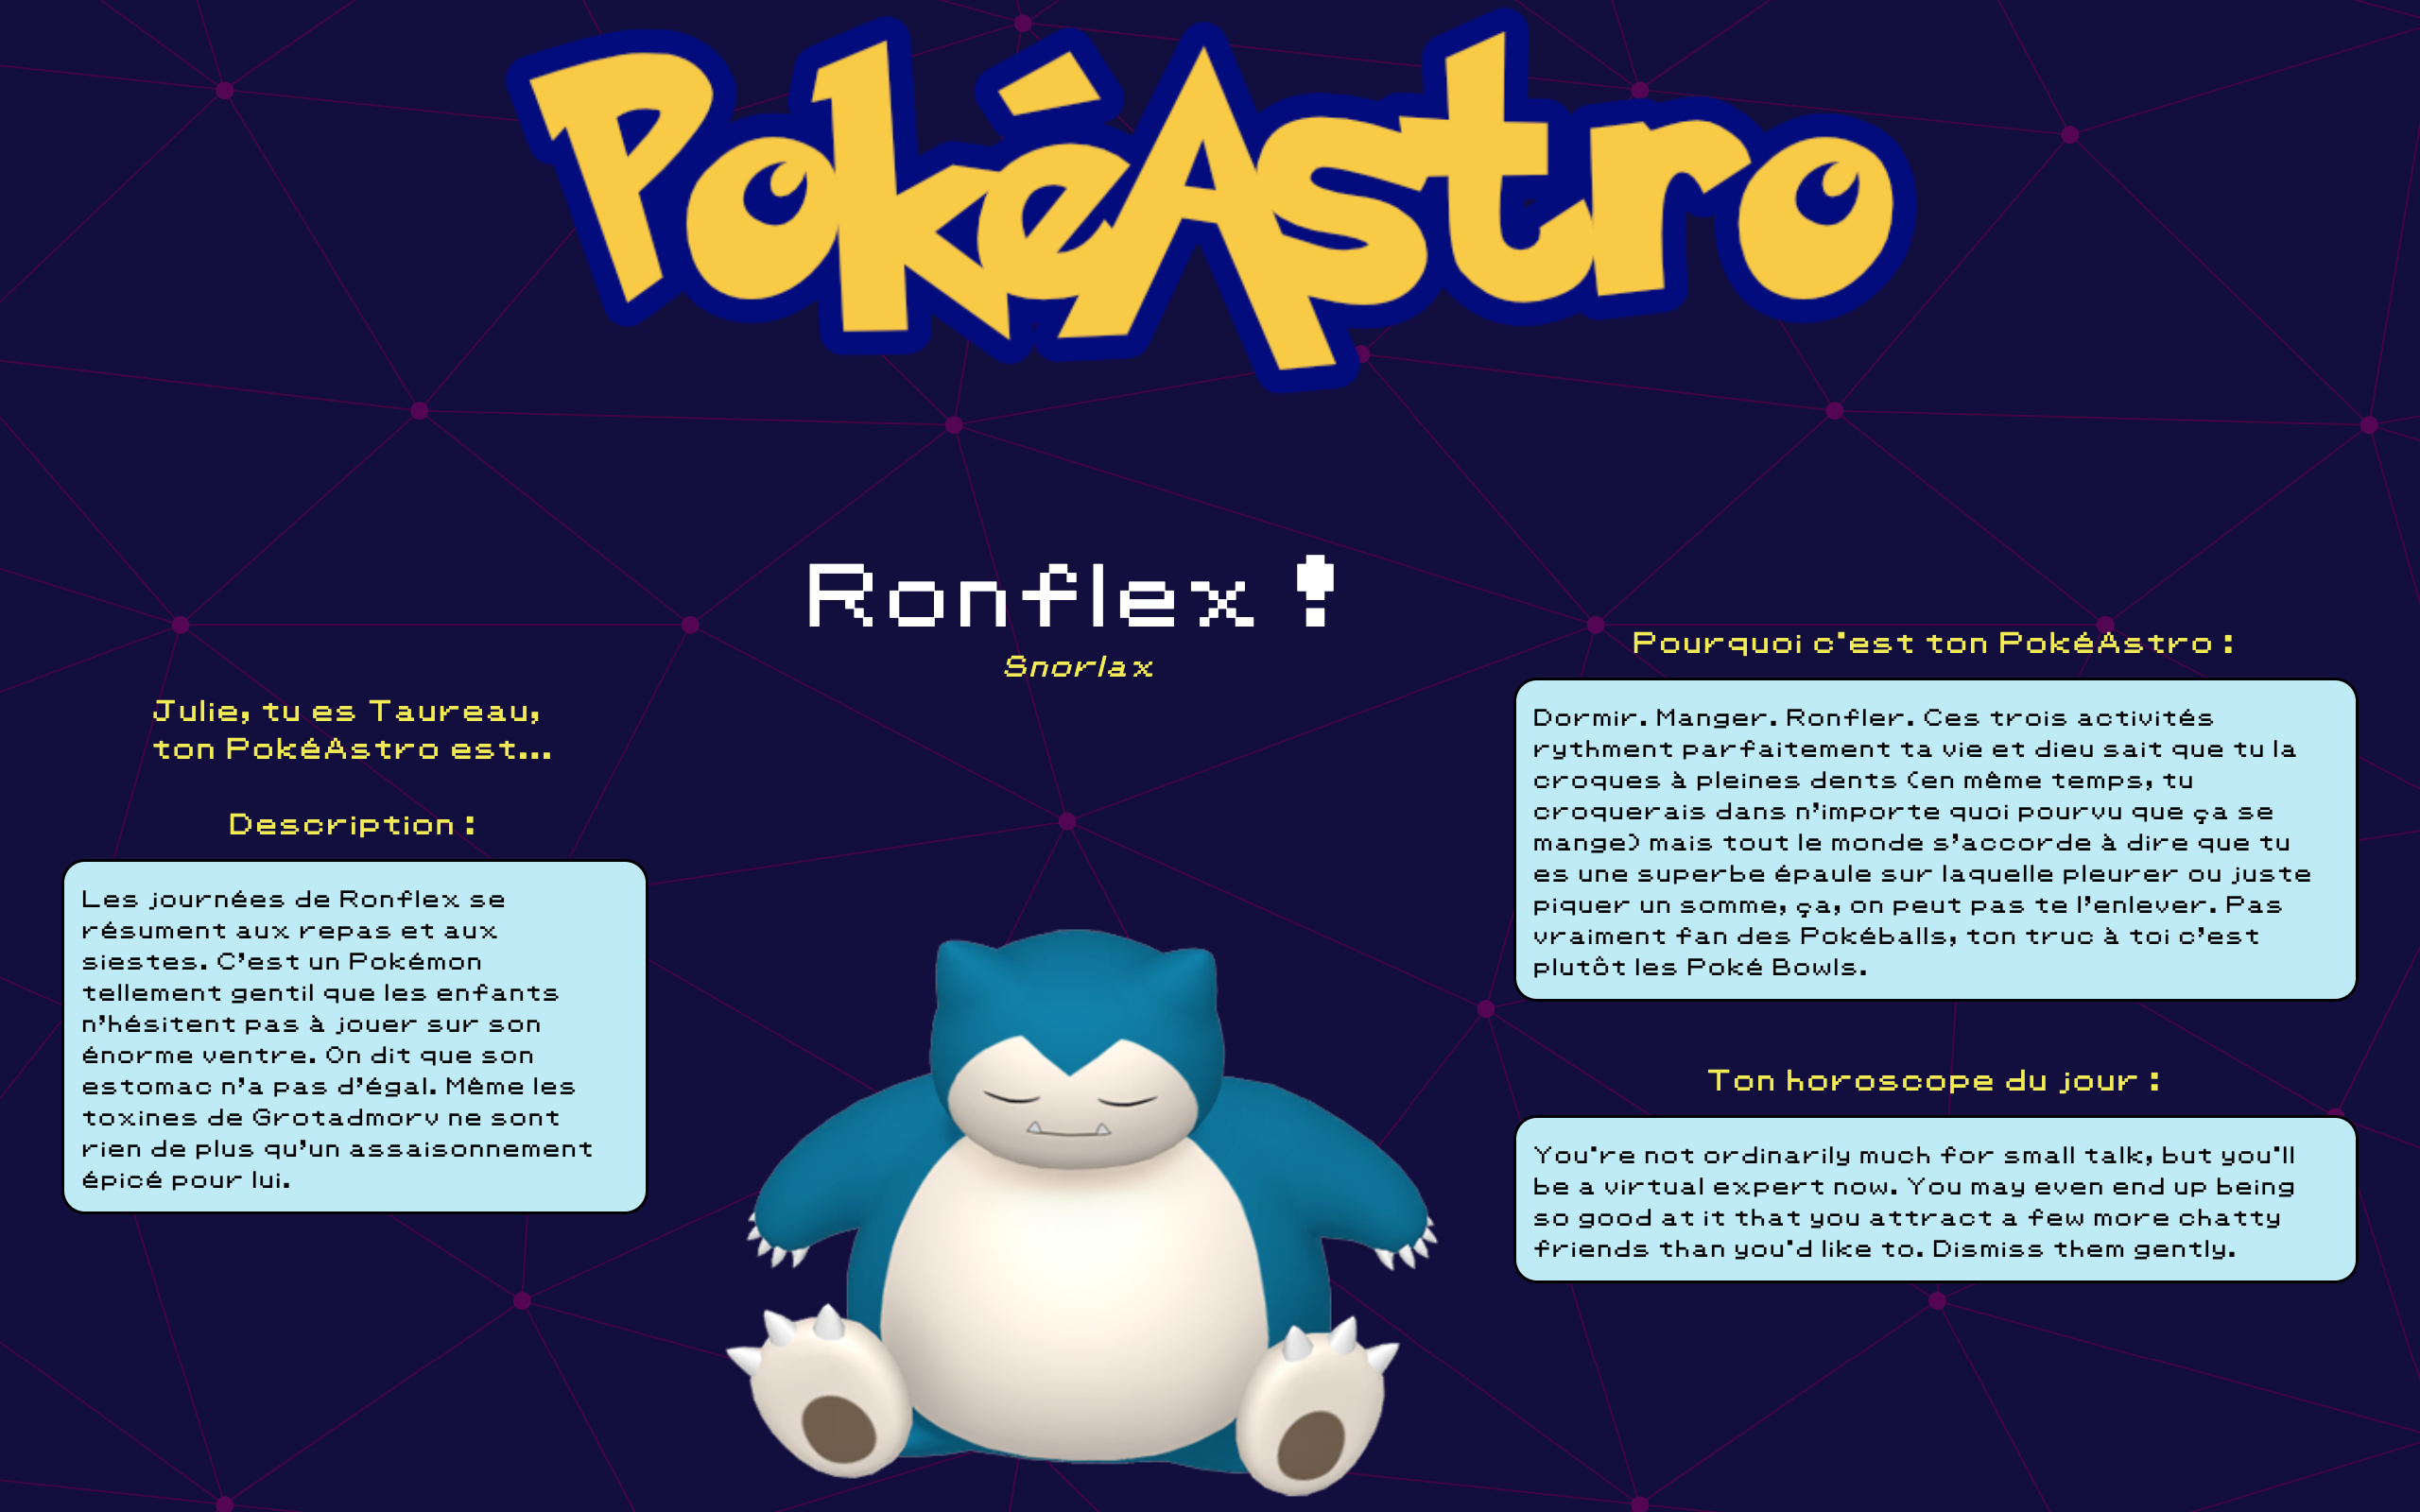 PokéAstro
Ronflex !
Snorlax
Julie, tu es Taureau,
ton PokéAstro est...
Description :
Les journées de Ronflex se
résument aux repas et aux
siestes. C’est un Pokémon
tellement gentil que les enfants
n’hésitent pas à jouer sur son
énorme ventre. On dit que son
estomac n’a pas d’égal. Même les
toxines de Grotadmorv ne sont
rien de plus qu’un assaisonnement
épicé pour lui.
Pourquoi c'est ton PokéAstro :
Dormir. Manger. Ronfler. Ces trois activités
rythment parfaitement ta vie et dieu sait que tu la
croques à pleines dents (en même temps, tu
croquerais dans n’importe quoi pourvu que ça se
mange) mais tout le monde s’accorde à dire que tu
es une superbe épaule sur laquelle pleurer ou juste
piquer un somme, ça, on peut pas te l’enlever. Pas
vraiment fan des Pokéballs, ton truc à toi c’est
plutôt les Poké Bowls.
Ton horoscope du jour :
You're not ordinarily much for small talk, but you'll
be a virtual expert now. You may even end up being
so good at it that you attract a few more chatty
friends than you'd like to. Dismiss them gently.